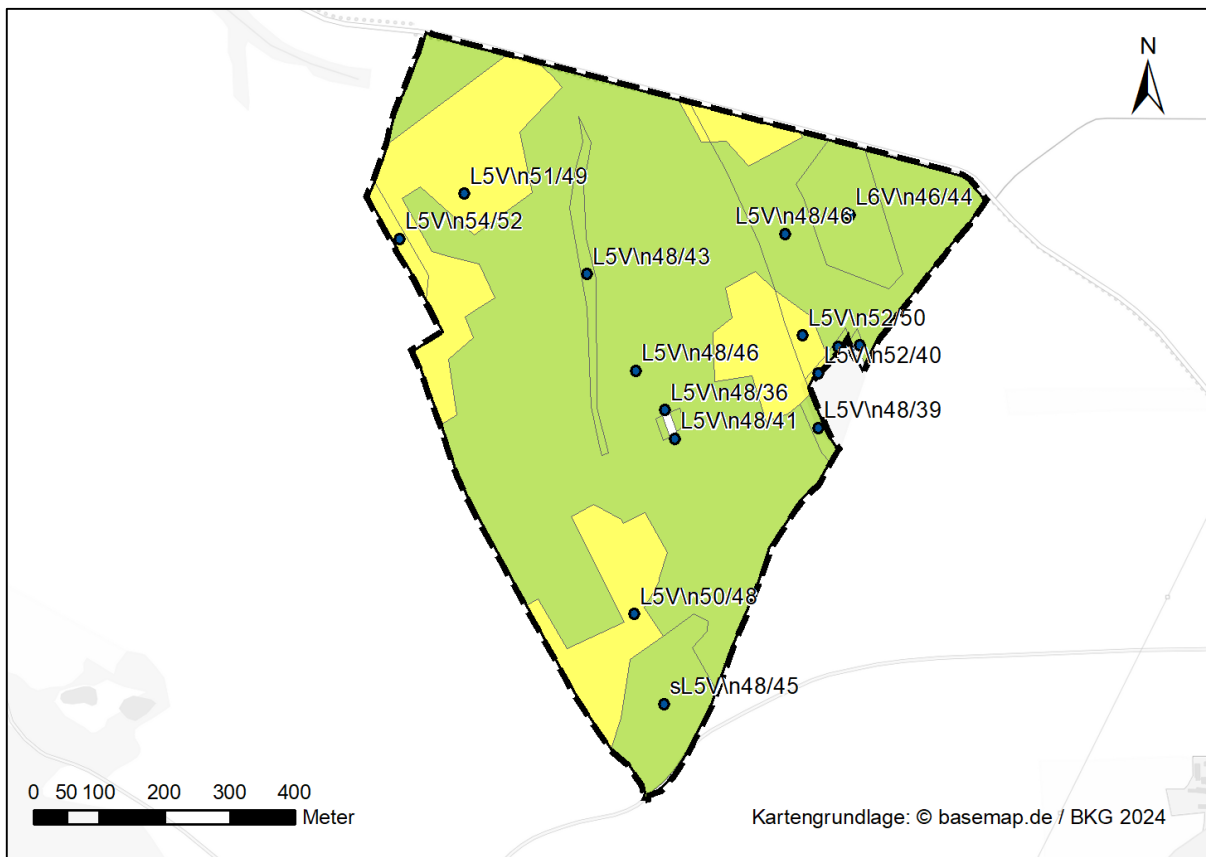 N
L5V\n51/49
L6V\n46/44
L5V\n48/46
L5V\n54/52
L5V\n48/43
L5V\n52/50
L5V\n52/40
L5V\n48/46
L5V\n48/36
L5V\n48/41
L5V\n48/39
L5V\n50/48
sL5V\n48/45
0 50 100 200 300 400
Meter
Kartengrundlage: © basemap.de / BKG 2024